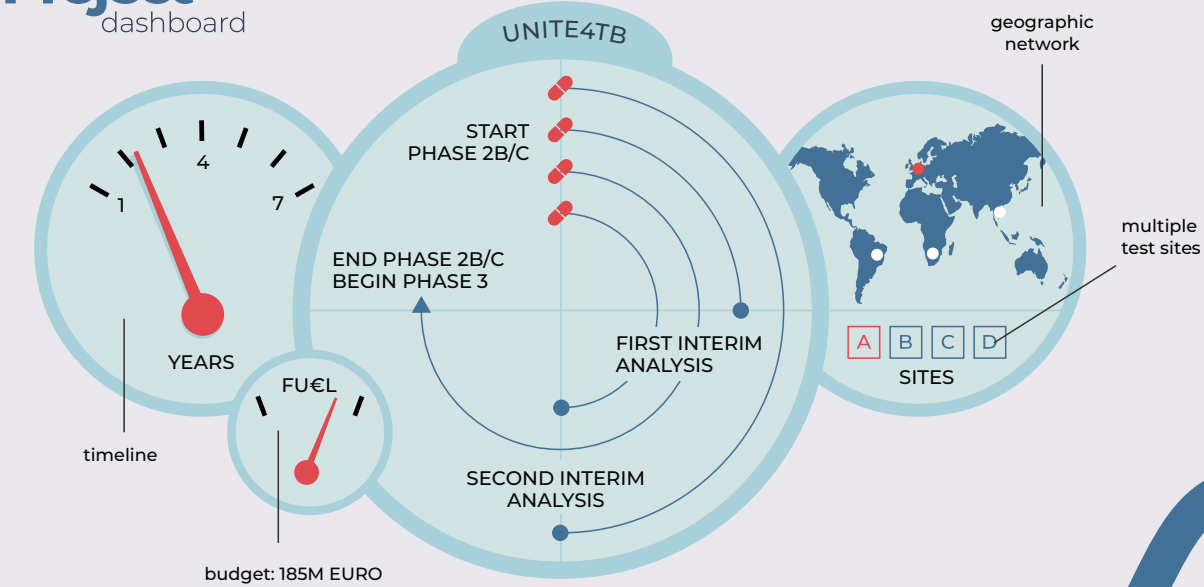 dashboard
UNITE4TB
geographic
network
START
PHASE 2B/C
1
4
7
multiple
test sites
END PHASE 2B/C
BEGIN PHASE 3
FIRST INTERIM
ANALYSIS
A B C D
SITES
YEARS
FU€L
timeline
SECOND INTERIM
ANALYSIS
budget: 185M EURO